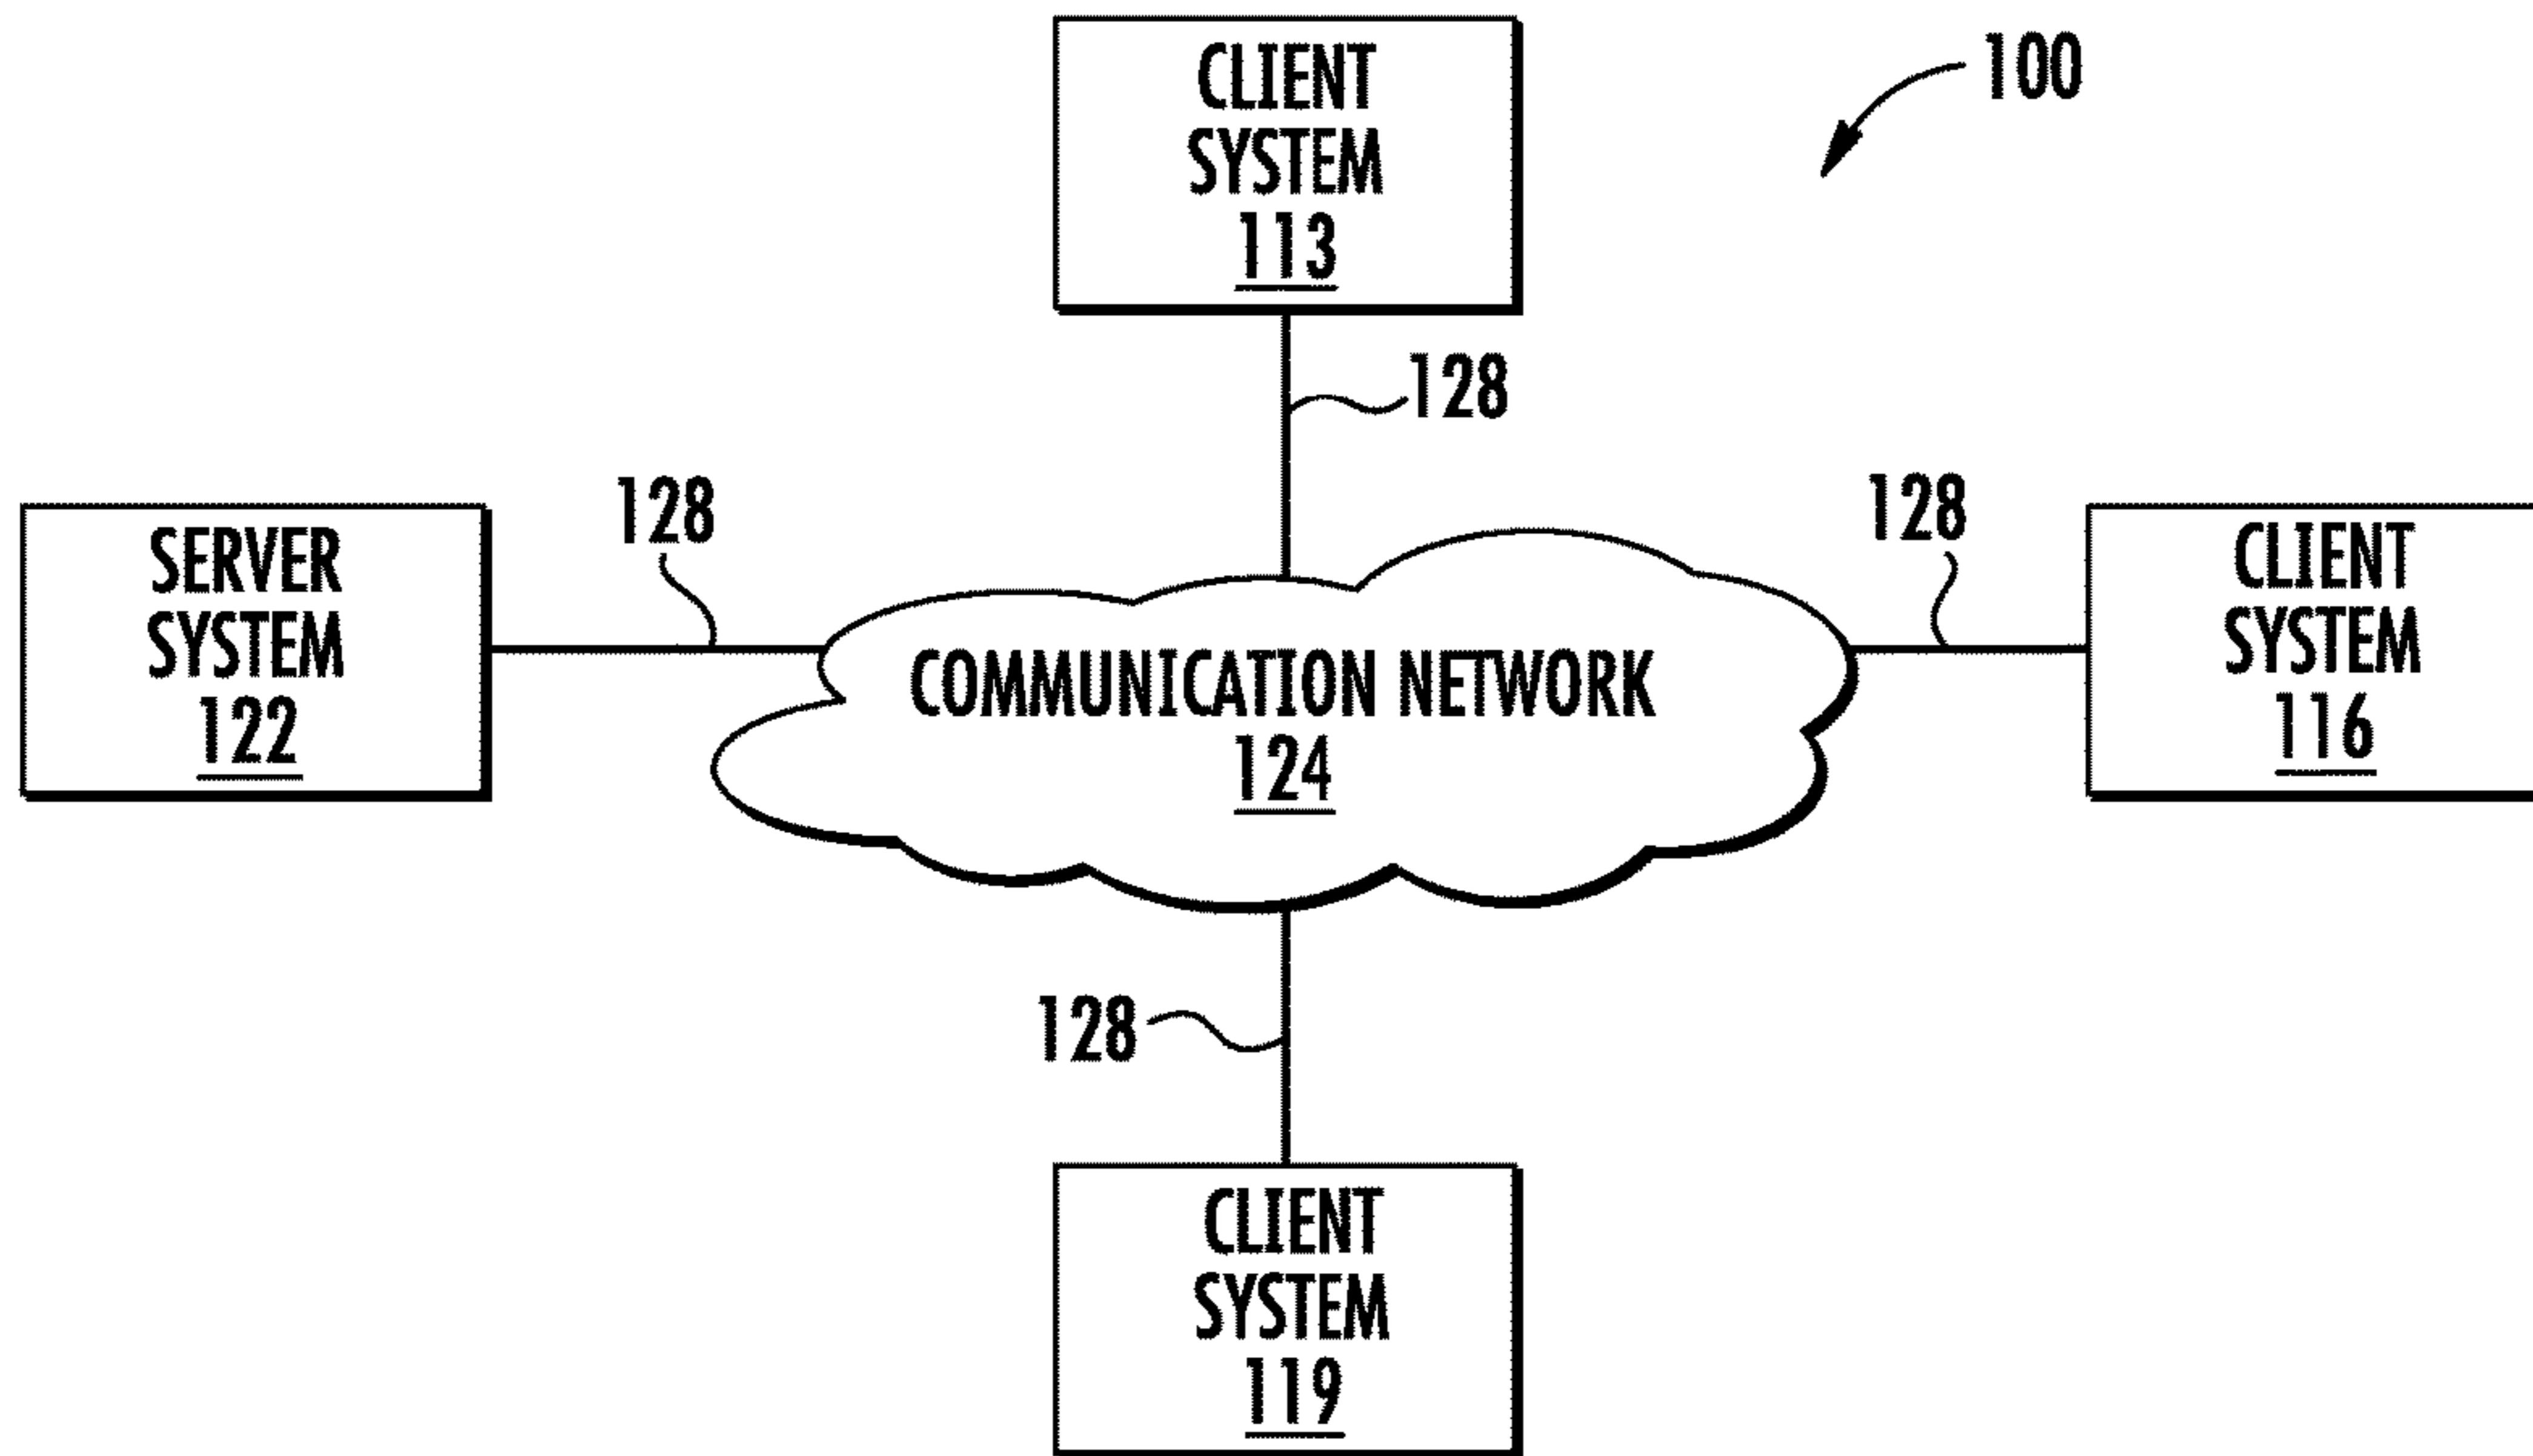 CLIENT
SYSTEM
113
100
128
SERVER
SYSTEM
122
128
COMMUNICATION NETWORK
124
128
CLIENT
SYSTEM
116
128
CLIENT
SYSTEM
119